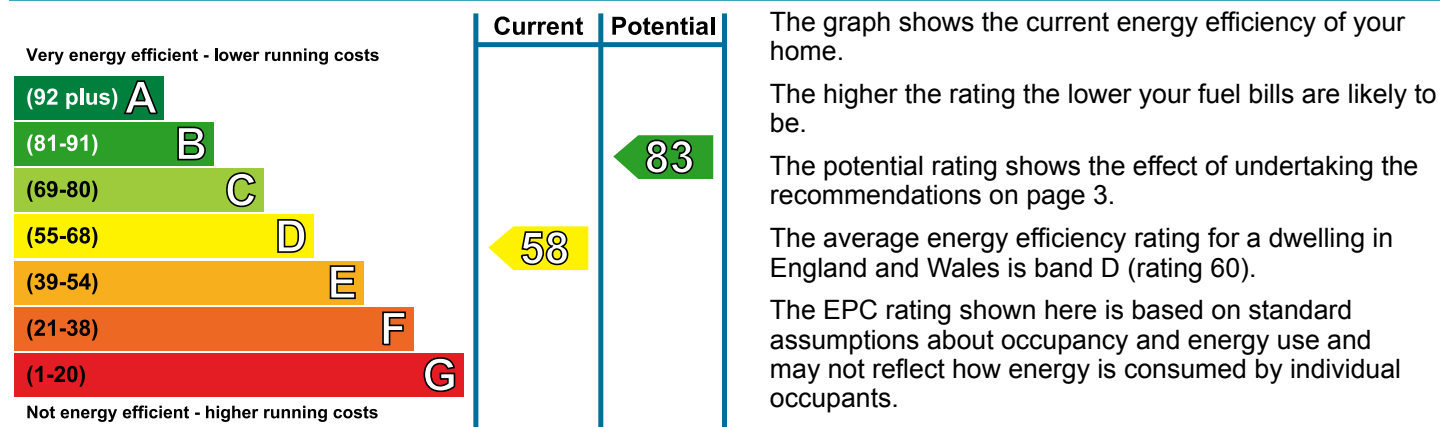 Current Potential
Very energy efficient - lower running costs
(92 plus) A
(81-91) B
83
(69-80) C
(55-68) D
58
(39-54) E
(21-38) F
(1-20) G
Not energy efficient - higher running costs
The graph shows the current energy efficiency of your
home.
The higher the rating the lower your fuel bills are likely to
be.
The potential rating shows the effect of undertaking the
recommendations on page 3.
The average energy efficiency rating for a dwelling in
England and Wales is band D (rating 60).
The EPC rating shown here is based on standard
assumptions about occupancy and energy use and
may not reflect how energy is consumed by individual
occupants.